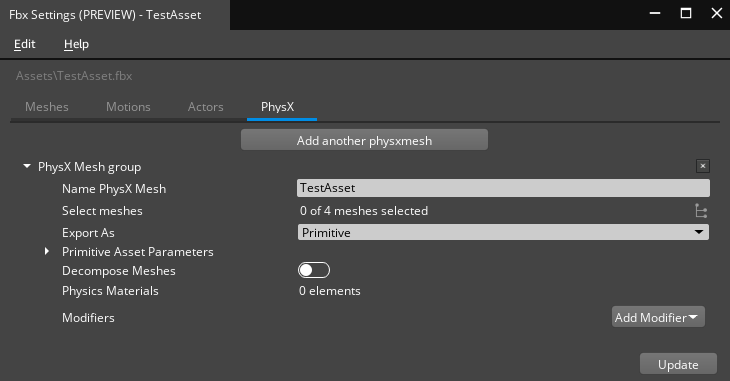 Fbx Settings (PREVIEW) - TestAsset
Edit Help
Assets\TestAsset.fbx
Meshes Motions Actors PhysX
Add another physxmesh
PhysX Mesh group
Name PhysX Mesh TestAsset
Select meshes 0 of 4 meshes selected
Export As Primitive
Primitive Asset Parameters
Decompose Meshes
Physics Materials 0 elements
Modifiers Add Modifier
Update